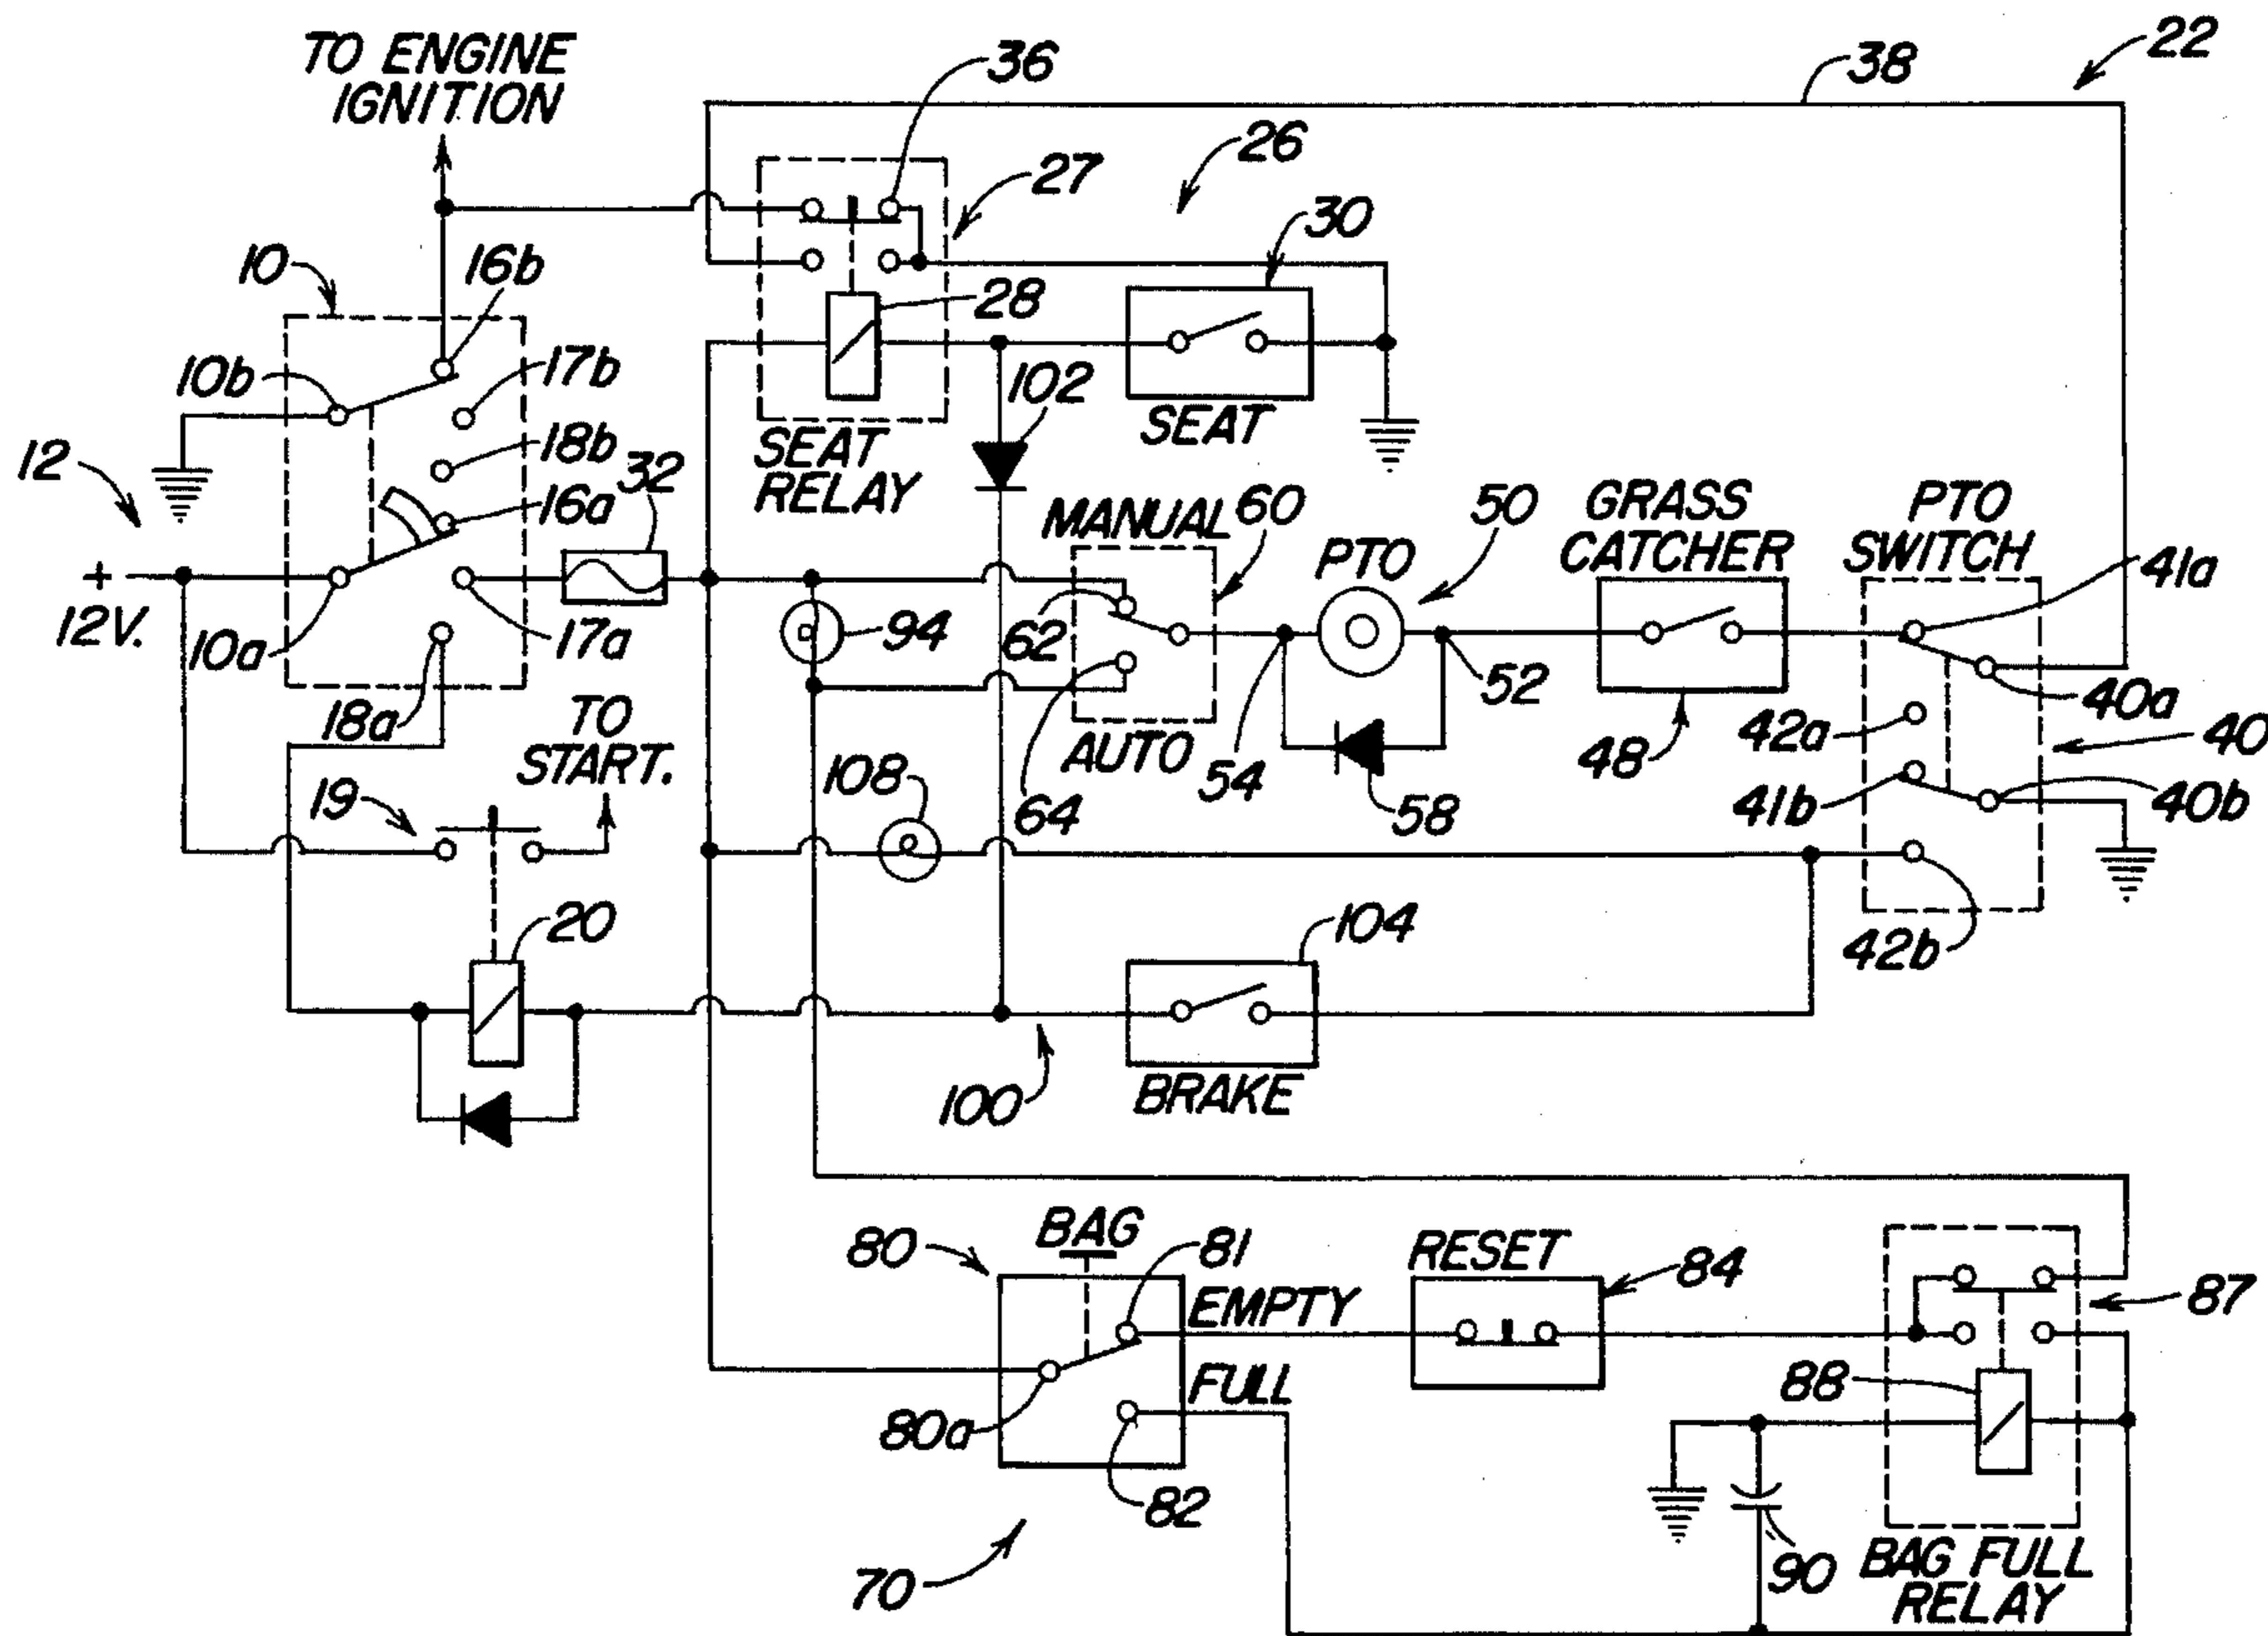 TO ENGINE
IGNITION
36
38
22
26
27
30
10
16b
28
10b
17b
102
SEAT
12
18b
SEAT
RELAY
32
16a
MANUAL
60
50
GRASS
CATCHER
PTO
SWITCH
PTO
41a
+
12V.
10a
17a
94
62
52
40a
18a
TO
START.
AUTO
54
48
42a
40
19
108
64
58
41b
40b
20
104
42b
100
BRAKE
80
BAG
81
RESET
84
EMPTY
87
FULL
88
80a
82
70
90
BAG FULL
RELAY